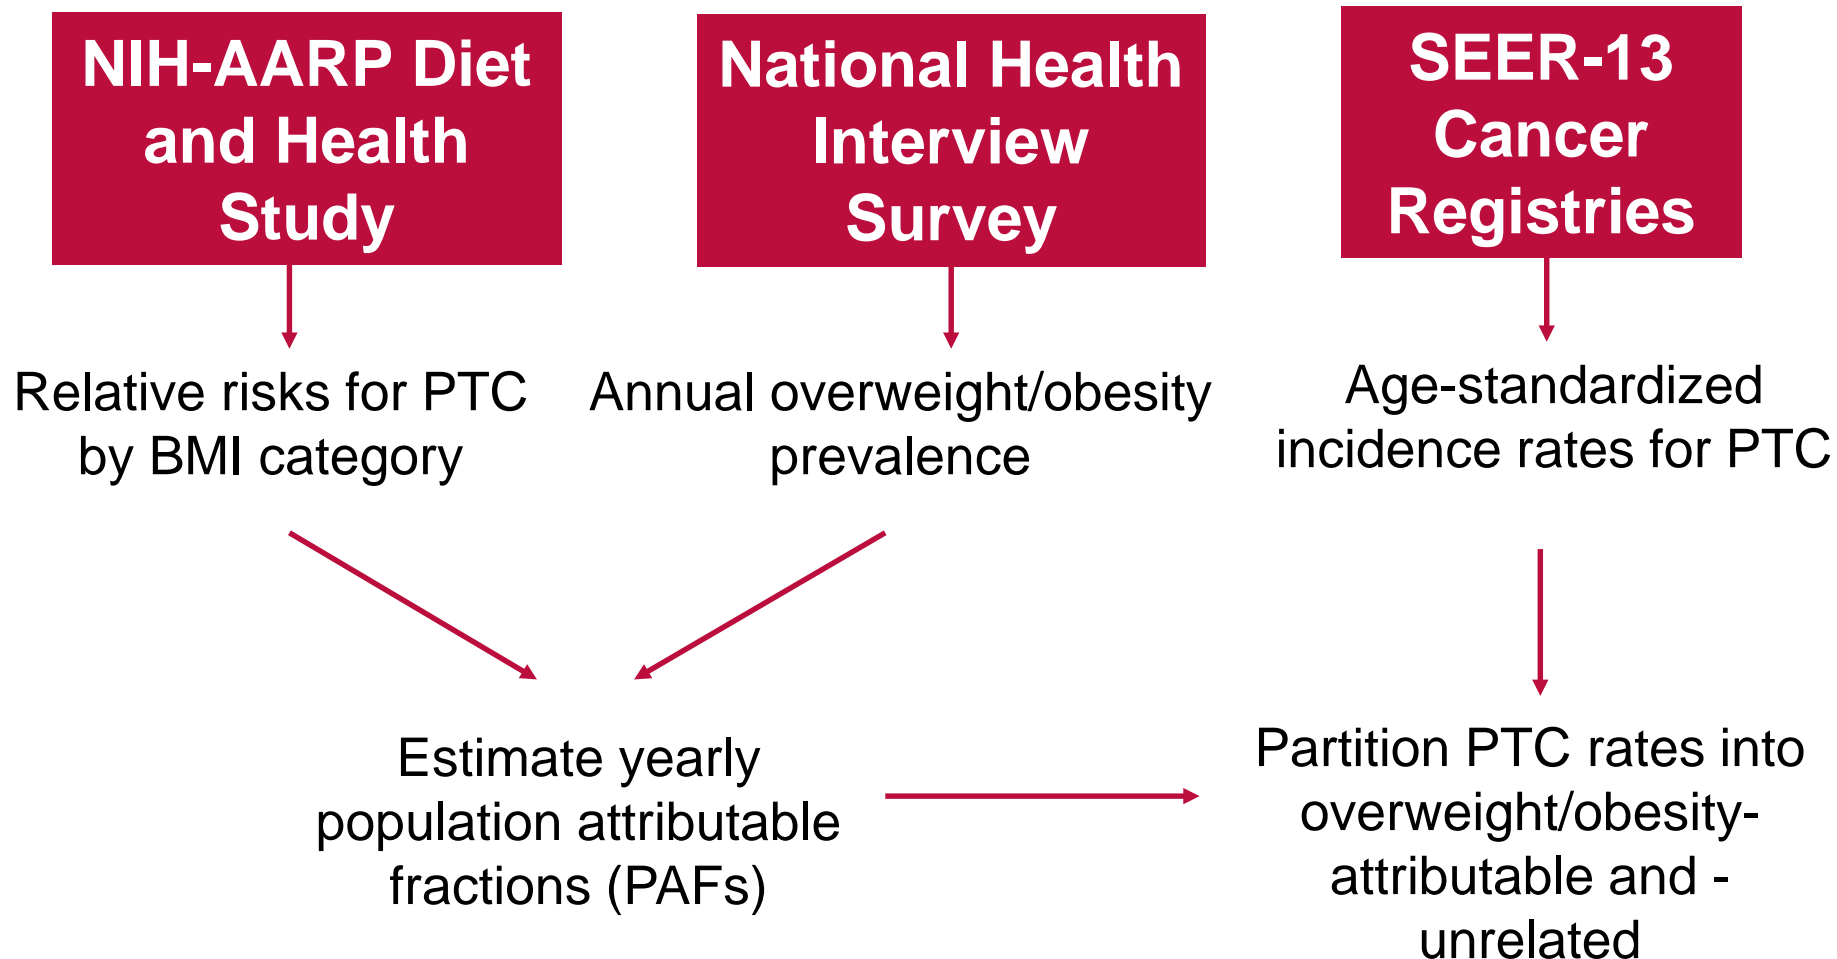 NIH-AARP Diet
and Health
Study
National Health
Interview
Survey
SEER-13
Cancer
Registries
Relative risks for PTC
by BMI category
Annual overweight/obesity
prevalence
Age-standardized
incidence rates for PTC
Estimate yearly
population attributable
fractions (PAFs)
Partition PTC rates into
overweight/obesity-
attributable and -
unrelated